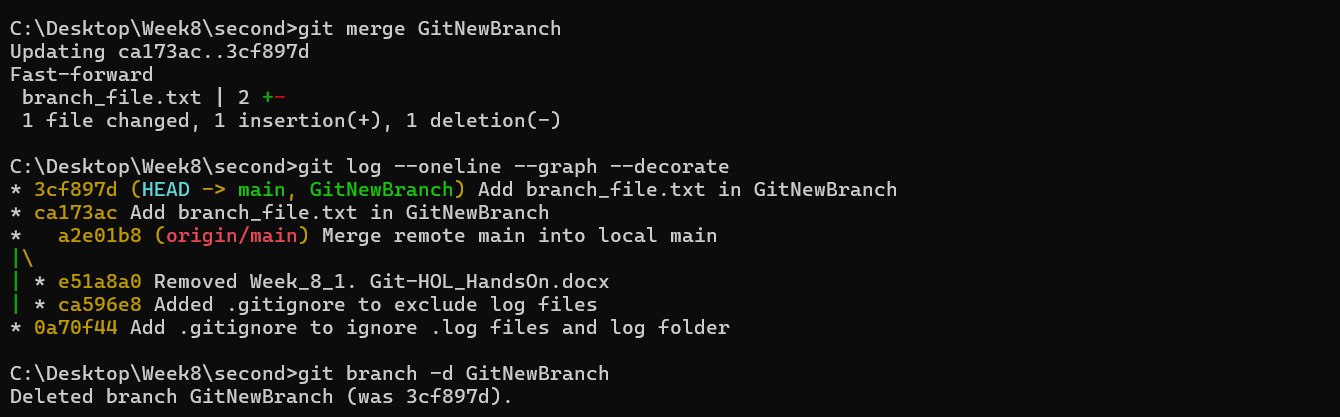 C:\Desktop\Week8\second>git merge GitNewBranch
Updating ca173ac..3cf897d
Fast-forward
 branch_file.txt | 2 +-
 1 file changed, 1 insertion(+), 1 deletion(-)

C:\Desktop\Week8\second>git log --oneline --graph --decorate
* 3cf897d (HEAD -> main, GitNewBranch) Add branch_file.txt in GitNewBranch
* ca173ac Add branch_file.txt in GitNewBranch
*   a2e01b8 (origin/main) Merge remote main into local main
|\
| * e51a8a0 Removed Week_8_1. Git-HOL_HandsOn.docx
| * ca596e8 Added .gitignore to exclude log files
* 0a70f44 Add .gitignore to ignore .log files and log folder

C:\Desktop\Week8\second>git branch -d GitNewBranch
Deleted branch GitNewBranch (was 3cf897d).